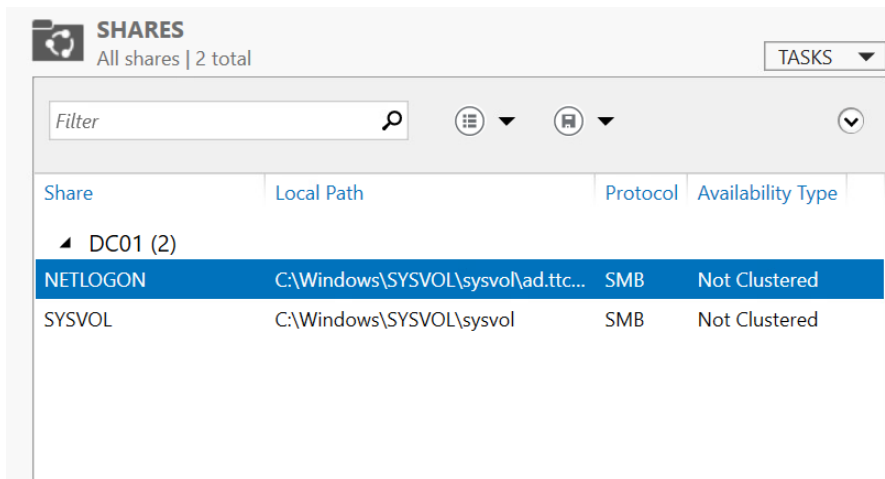 SHARES
All shares | 2 total
TASKS
Filter
Share Local Path Protocol Availability Type
DC01 (2)
NETLOGON C:\Windows\SYSVOL\sysvol\ad.ttc... SMB Not Clustered
SYSVOL C:\Windows\SYSVOL\sysvol SMB Not Clustered